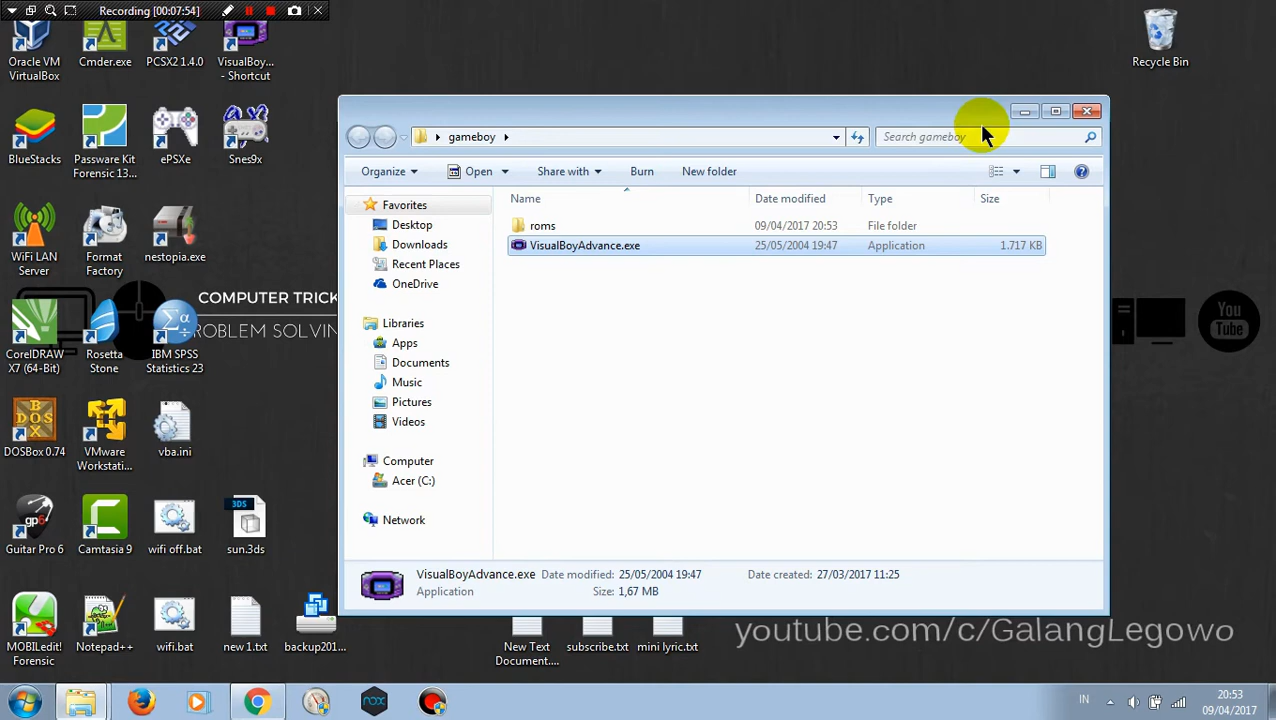 Recording [00:07:54]
Oracle VM
VirtualBox
Cmder.exe
PCSX2 1.4.0
VisualBoy...
- Shortcut
Recycle Bin
BlueStacks
Passware Kit
Forensic 13...
ePSXe
Snes9x
WiFi LAN
Server
Format
Factory
nestopia.exe
COMPUTER TRICK
ROBLEM SOLVIN
CorelDRAW
X7 (64-Bit)
Rosetta
Stone
IBM SPSS
Statistics 23
DOSBox 0.74
VMware
Workstati...
vba.ini
Guitar Pro 6
Camtasia 9
wifi off.bat
3DS
sun.3ds
MOBILedit!
Forensic
Notepad++
wifi.bat
new 1.txt
backup201...
New Text
Document....
subscribe.txt
mini lyric.txt
gameboy
Search gameboy
Organize
Open
Share with
Burn
New folder
Favorites
Desktop
Downloads
Recent Places
OneDrive
Libraries
Apps
Documents
Music
Pictures
Videos
Computer
Acer (C:)
Network
Name
Date modified
Type
Size
roms
09/04/2017 20:53
File folder
VisualBoyAdvance.exe
25/05/2004 19:47
Application
1.717 KB
VisualBoyAdvance.exe
Date modified: 25/05/2004 19:47
Date created: 27/03/2017 11:25
Application
Size: 1,67 MB
You
Tube
youtube.com/c/GalangLegowo
nox
IN
20:53
09/04/2017